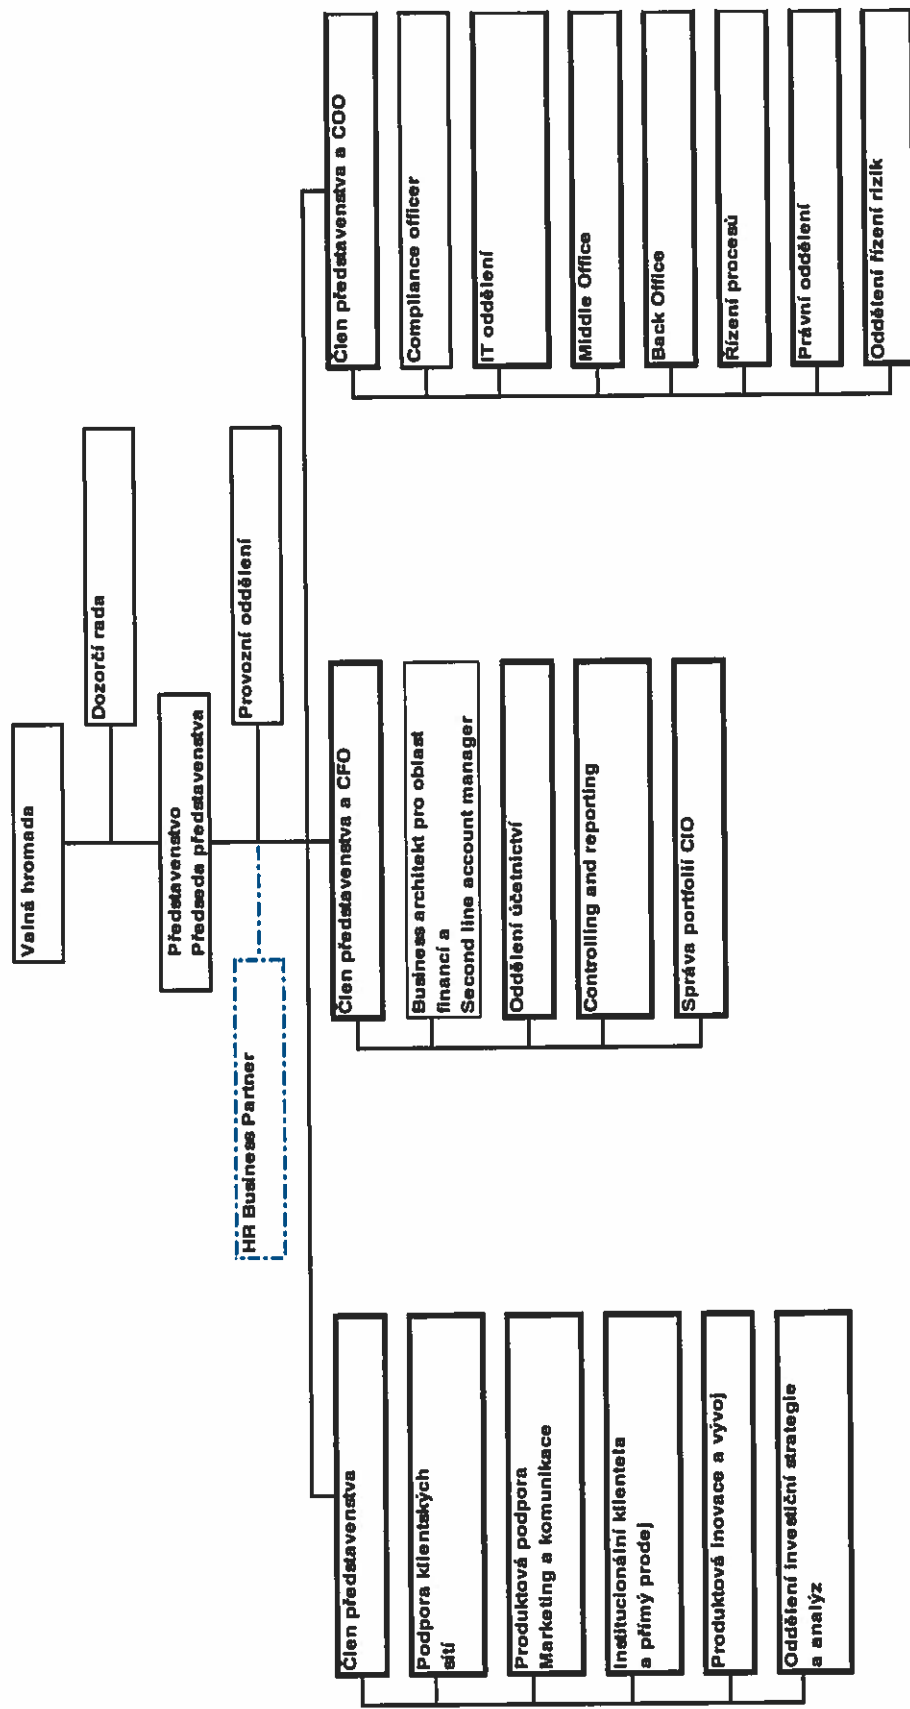 Valná hromada
Dozorčí rada
Představenstvo
Předseda představenstva
HR Business Partner
Provozní oddělení
Člen představenstva
Podpora klientských
sítí
Produktová podpora
Marketing a komunikace
Institucionální klientela
a přímý prodej
Produktová inovace a vývoj
Oddělení investiční strategie
a analýz
Člen představenstva a CFO
Business architekt pro oblast
financí a
Second line account manager
Oddělení účetnictví
Controlling and reporting
Správa portfolií CIO
Člen představenstva a COO
Compliance officer
IT oddělení
Middle Office
Back Office
Řízení procesů
Právní oddělení
Oddělení řízení rizik